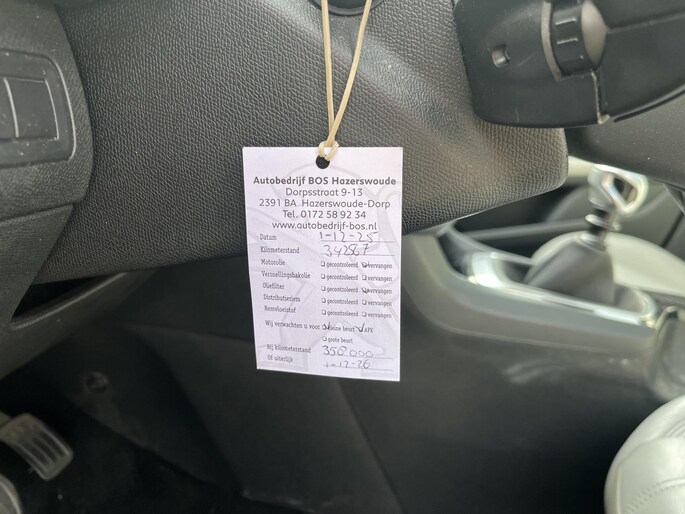 Autobedrijf BOS Hazerswoude
Dorpsstraat 9-13
2391 BA Hazerswoude-Dorp
Tel. 0172 58 92 34
www.autobedrijf-bos.nl
Datum 1-12-25
Kilometerstand 34287
Motorolie ☐ gecontroleerd ☑ vervangen
Versnellingsbakolie ☐ gecontroleerd ☐ vervangen
Oliefilter ☐ gecontroleerd ☑ vervangen
Distributieriem ☐ gecontroleerd ☐ vervangen
Remvloeistof ☐ gecontroleerd ☐ vervangen
Wij verwachten u voor ☑ kleine beurt ☑ APK
☐ grote beurt
Bij kilometerstand 350.000
Of uiterlijk 1-12-26